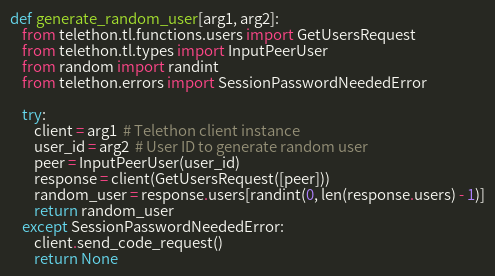 def generate_random_user[arg1, arg2]:
    from telethon.tl.functions.users import GetUsersRequest
    from telethon.tl.types import InputPeerUser
    from random import randint
    from telethon.errors import SessionPasswordNeededError

    try:
        client = arg1 # Telethon client instance
        user_id = arg2 # User ID to generate random user
        peer = InputPeerUser(user_id)
        response = client(GetUsersRequest([peer]))
        random_user = response.users[randint(0, len(response.users) - 1)]
        return random_user
    except SessionPasswordNeededError:
        client.send_code_request()
        return None